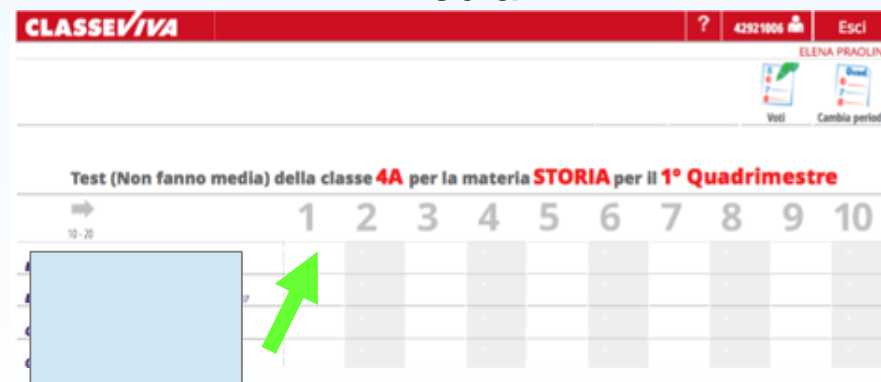 CLASSEVIVA ? 42921006 Esci
ELENA PRAOLIN
Voti Cambia period
Test (Non fanno media) della classe 4A per la materia STORIA per il 1° Quadrimestre
10 - 20 1 2 3 4 5 6 7 8 9 10